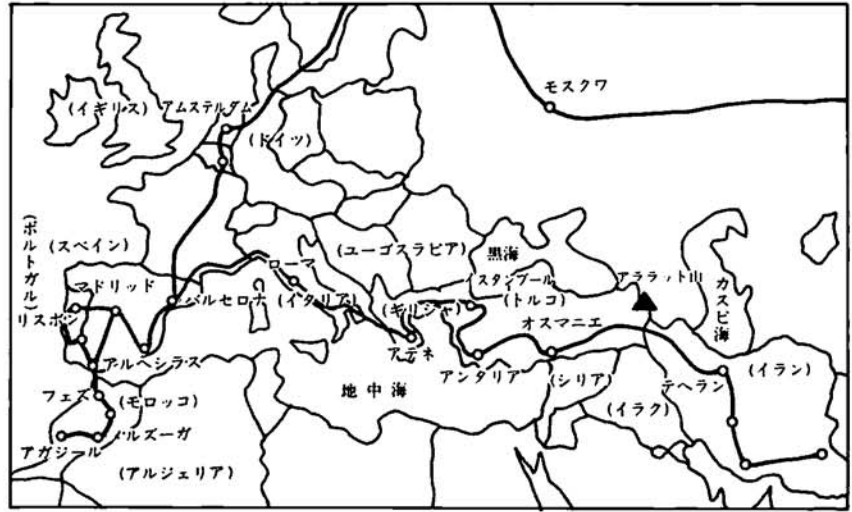 モスクワ
(イギリス)
アムステルダム
(ドイツ)
(ポルトガル)
(スペイン)
マドリッド
リスボン
バルセロナ
ローマ
(イタリア)
(ユーゴスラビア)
黒海
(スタンブール
(トルコ)
アララット山
カスピ海
(ギリシャ)
アテネ
オスマニエ
アンタリア
(シリア)
テヘラン
(イラン)
(イラク)
地中海
アルヘシラス
フェズ
(モロッコ)
メルズーガ
アガジール
(アルジェリア)